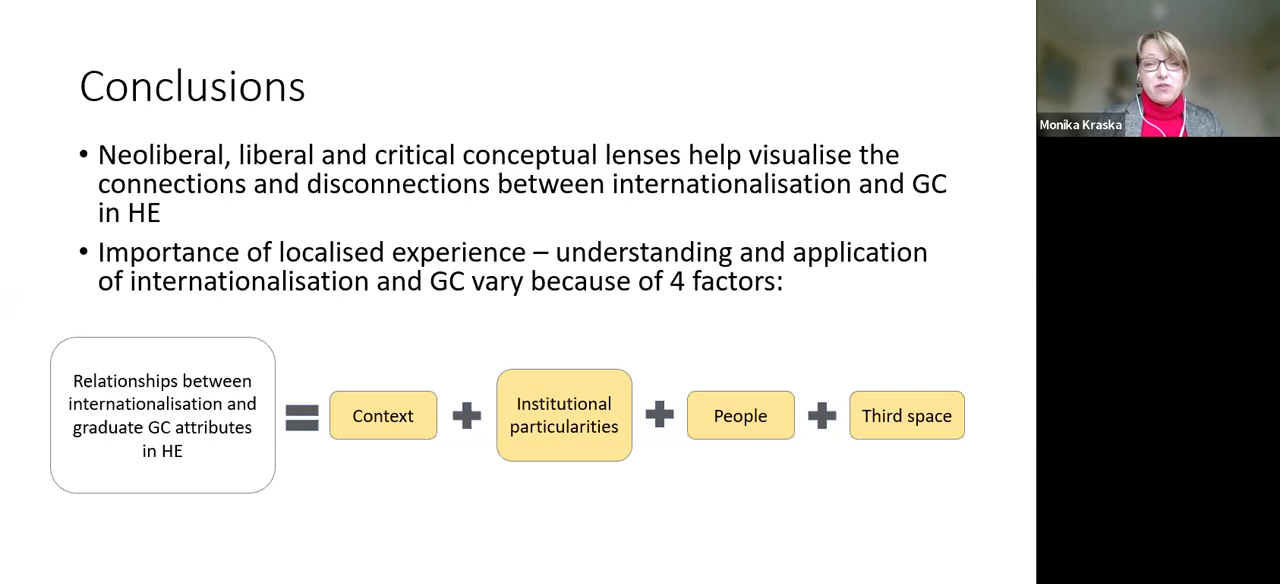 Conclusions
• Neoliberal, liberal and critical conceptual lenses help visualise the
connections and disconnections between internationalisation and GC
in HE
• Importance of localised experience – understanding and application
of internationalisation and GC vary because of 4 factors:
Relationships between
internationalisation and
graduate GC attributes
in HE
Context
Institutional
particularities
People
Third space
Monika Kraska